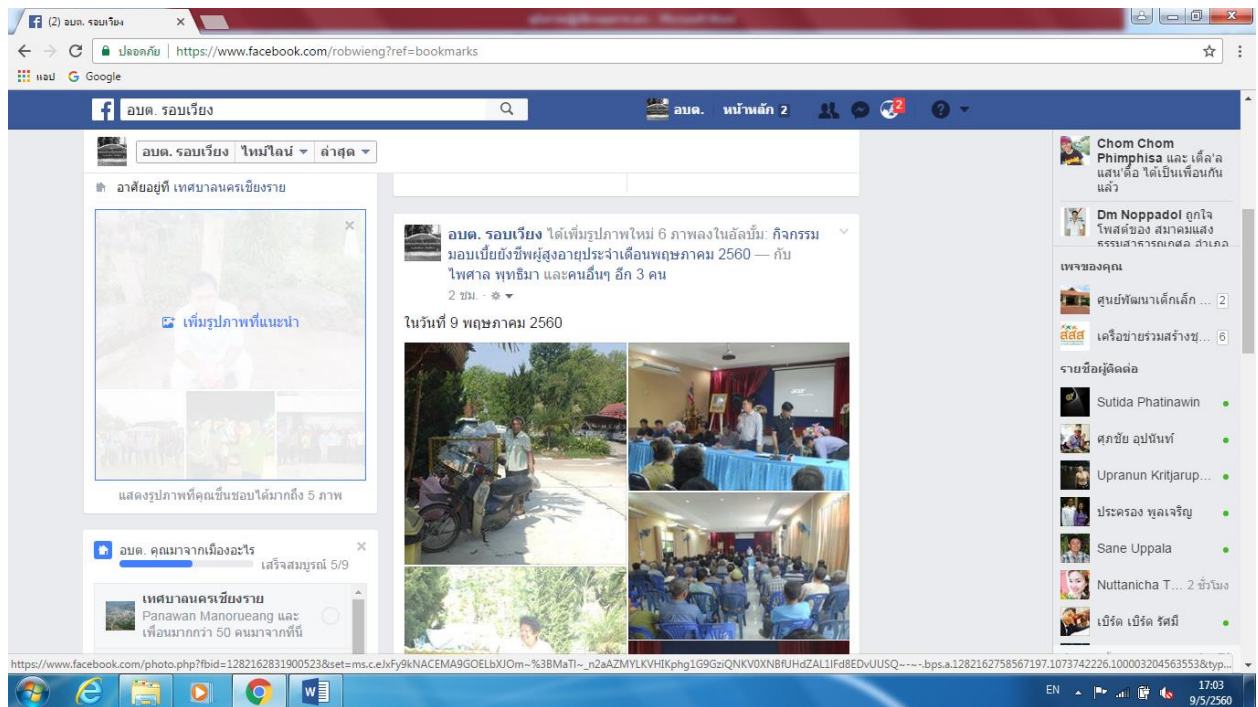 (2) อบต. รอบเวียง
ปลอดภัย | https://www.facebook.com/robwieng?ref=bookmarks
แอป Google
อบต. รอบเวียง
อบต. หน้าหลัก 2
2
อบต. รอบเวียง ไทม์ไลน์ ล่าสุด
อาศัยอยู่ที่ เทศบาลนครเชียงราย
เพิ่มรูปภาพที่แนะนำ
แสดงรูปภาพที่คุณชื่นชอบได้มากถึง 5 ภาพ
อบต. คุณมาจากเมืองอะไร
เสร็จสมบูรณ์ 5/9
เทศบาลนครเชียงราย
Panawan Manorueang และ
เพื่อนมากกว่า 50 คนมาจากที่นี่
อบต. รอบเวียง ได้เพิ่มรูปภาพใหม่ 6 ภาพลงในอัลบั้ม: กิจกรรม
มอบเบี้ยยังชีพผู้สูงอายุประจำเดือนพฤษภาคม 2560 — กับ
ไพศาล พุทธิมา และคนอื่นๆ อีก 3 คน
2 ชม. ·
ในวันที่ 9 พฤษภาคม 2560
acer
Chom Chom
Phimphisa และ เติ้ล'ล
แสน'ดื้อ ได้เป็นเพื่อนกัน
แล้ว
Dm Noppadol ถูกใจ
โพสต์ของ สมาคมแสง
ธรรมสาธารณกุศล อำเภอ
เพจของคุณ
ศูนย์พัฒนาเด็กเล็ก ... 2
สสส เครือข่ายร่วมสร้างชุ... 6
รายชื่อผู้ติดต่อ
Sutida Phatinawin
ศุภชัย อุปนันท์
Upranun Kritjarup...
ประครอง พูลเจริญ
Sane Uppala
Nuttanicha T... 2 ชั่วโมง
เบิร์ด เบิร์ด รัศมี
EN
17:03
9/5/2560